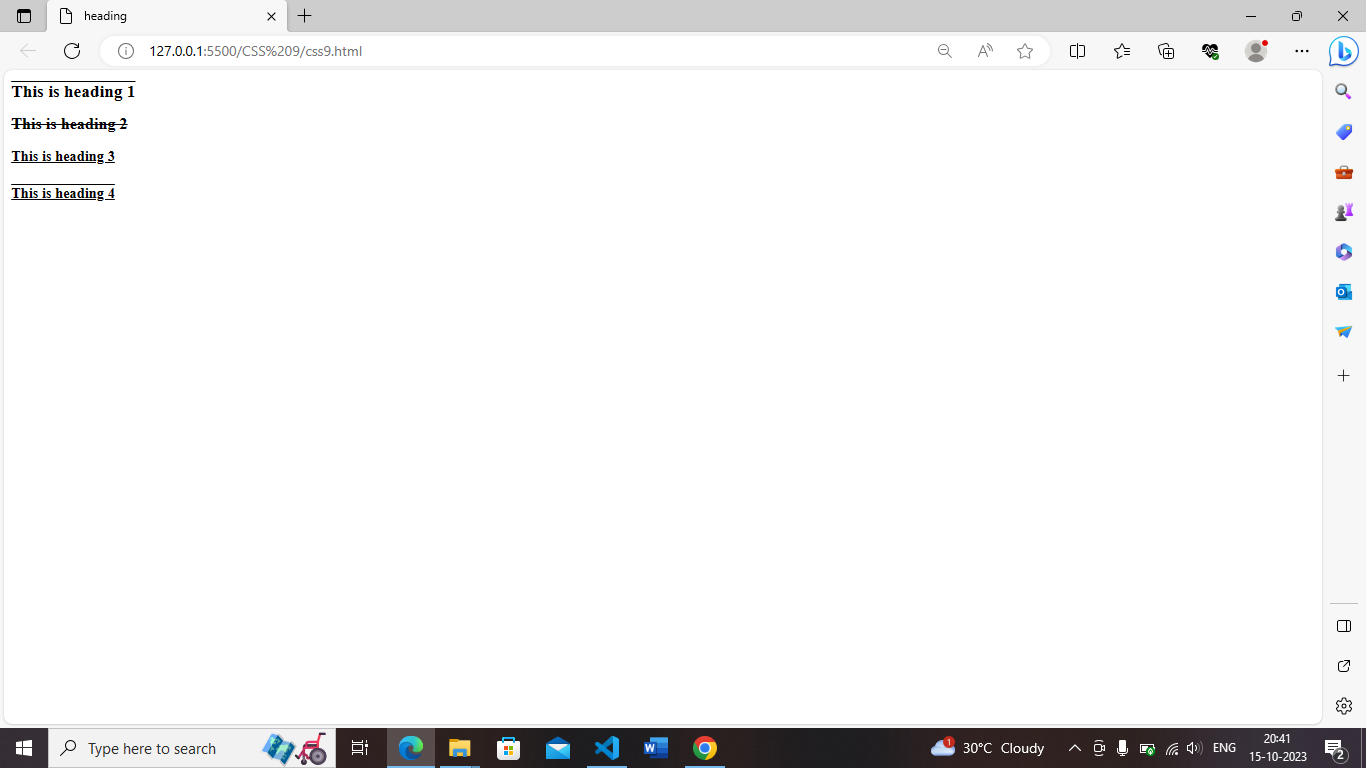 heading
127.0.0.1:5500/CSS%209/css9.html
This is heading 1
This is heading 2
This is heading 3
This is heading 4
Type here to search
1
30°C Cloudy
ENG
20:41
15-10-2023
2